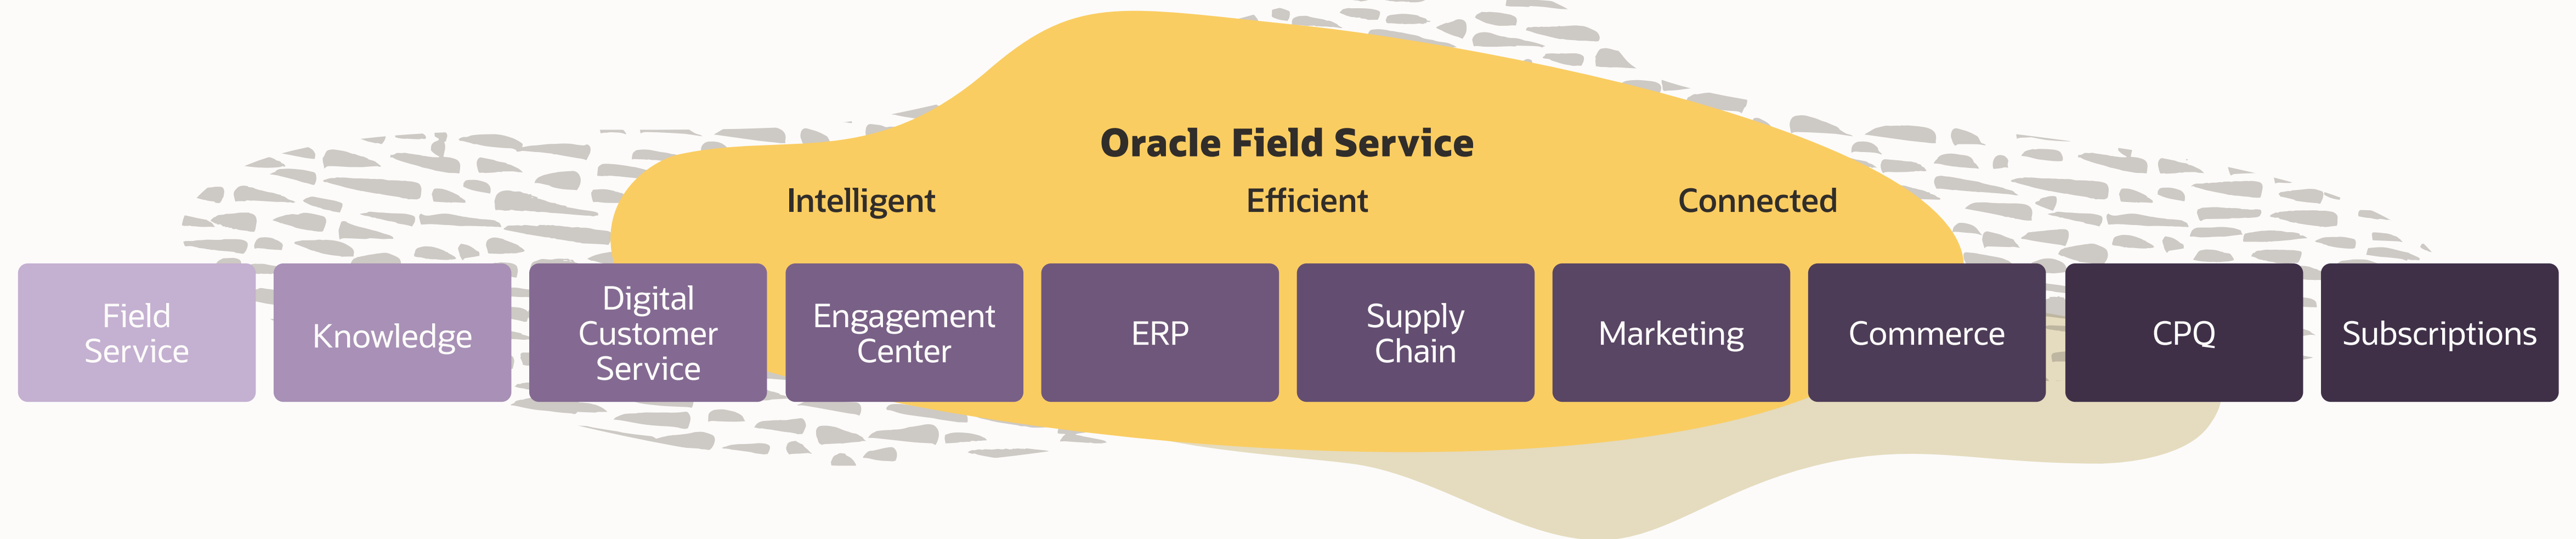 Oracle Field Service
Intelligent
Efficient
Connected
Field
Service
Knowledge
Digital
Customer
Service
Engagement
Center
ERP
Supply
Chain
Marketing
Commerce
CPQ
Subscriptions